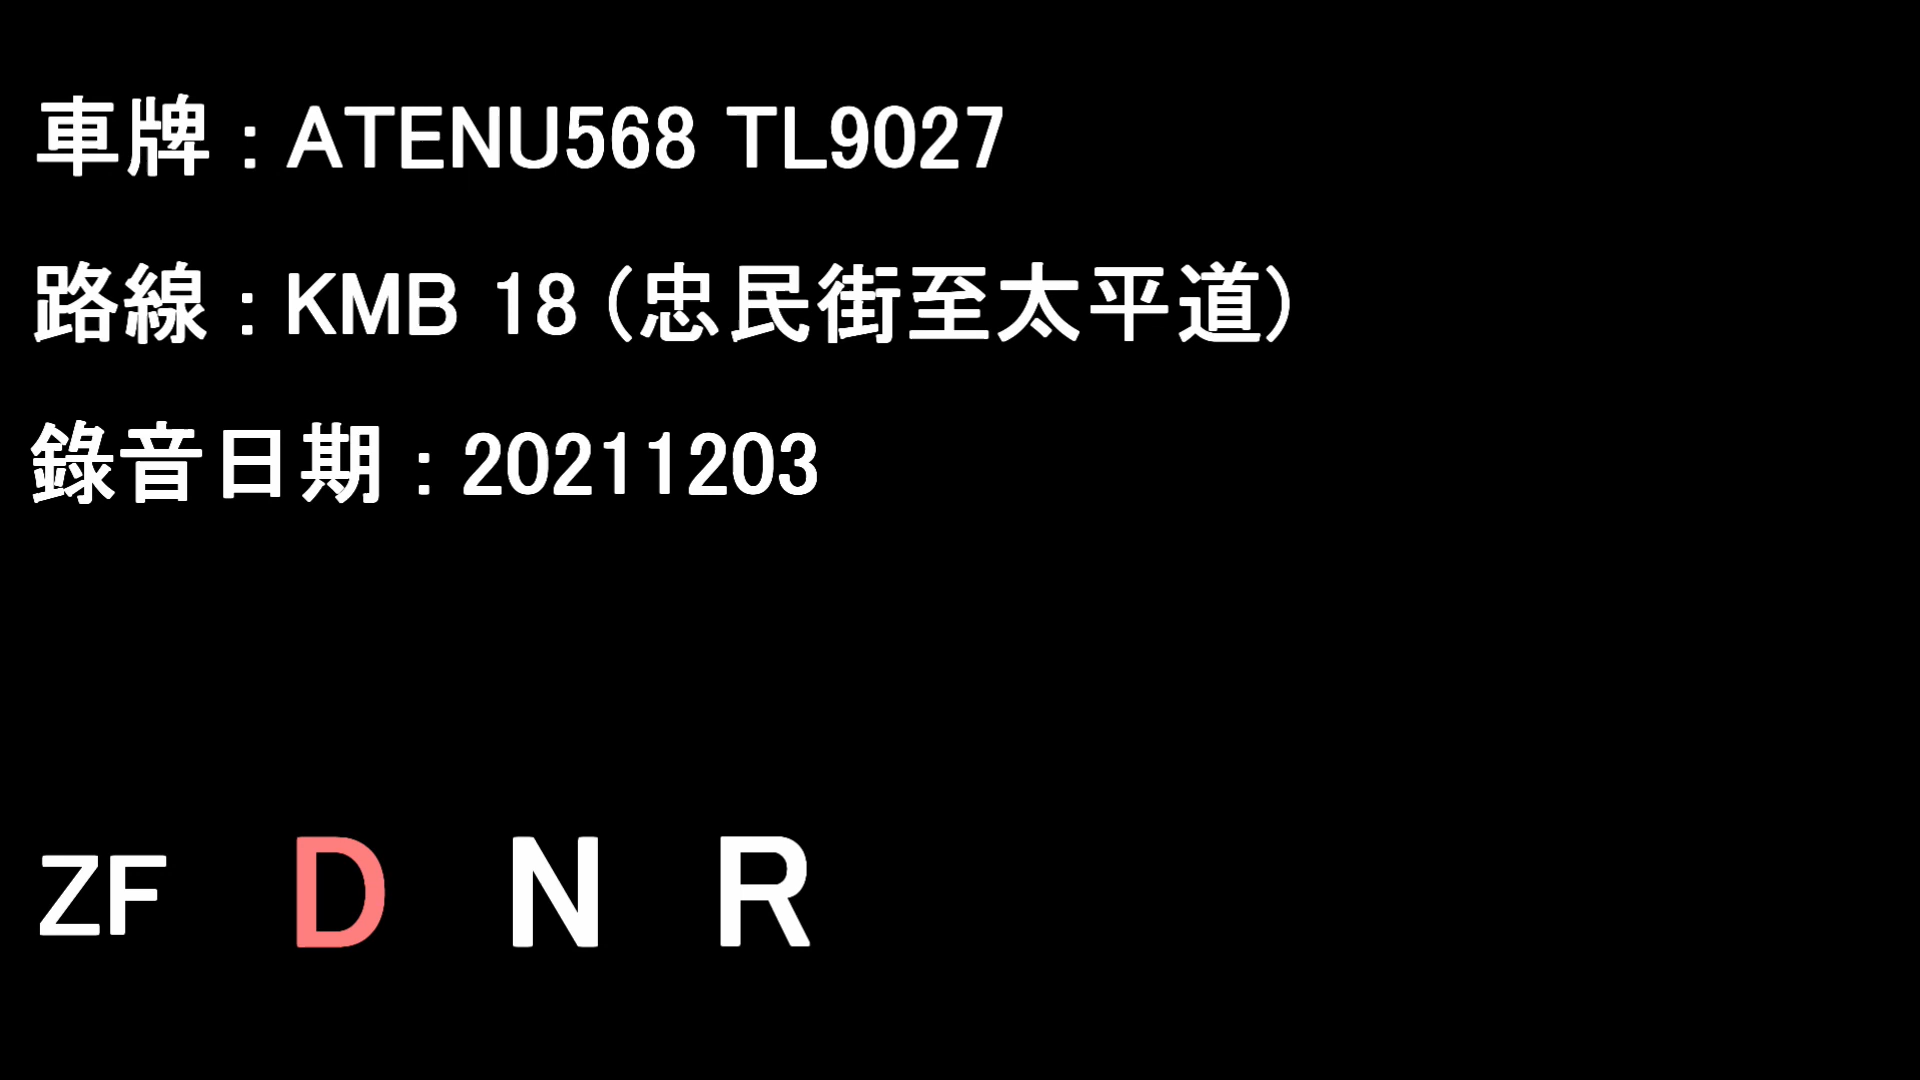 車牌 : ATENU568 TL9027
路線 : KMB 18 (忠民街至太平道)
錄音日期 : 20211203
ZF D N R